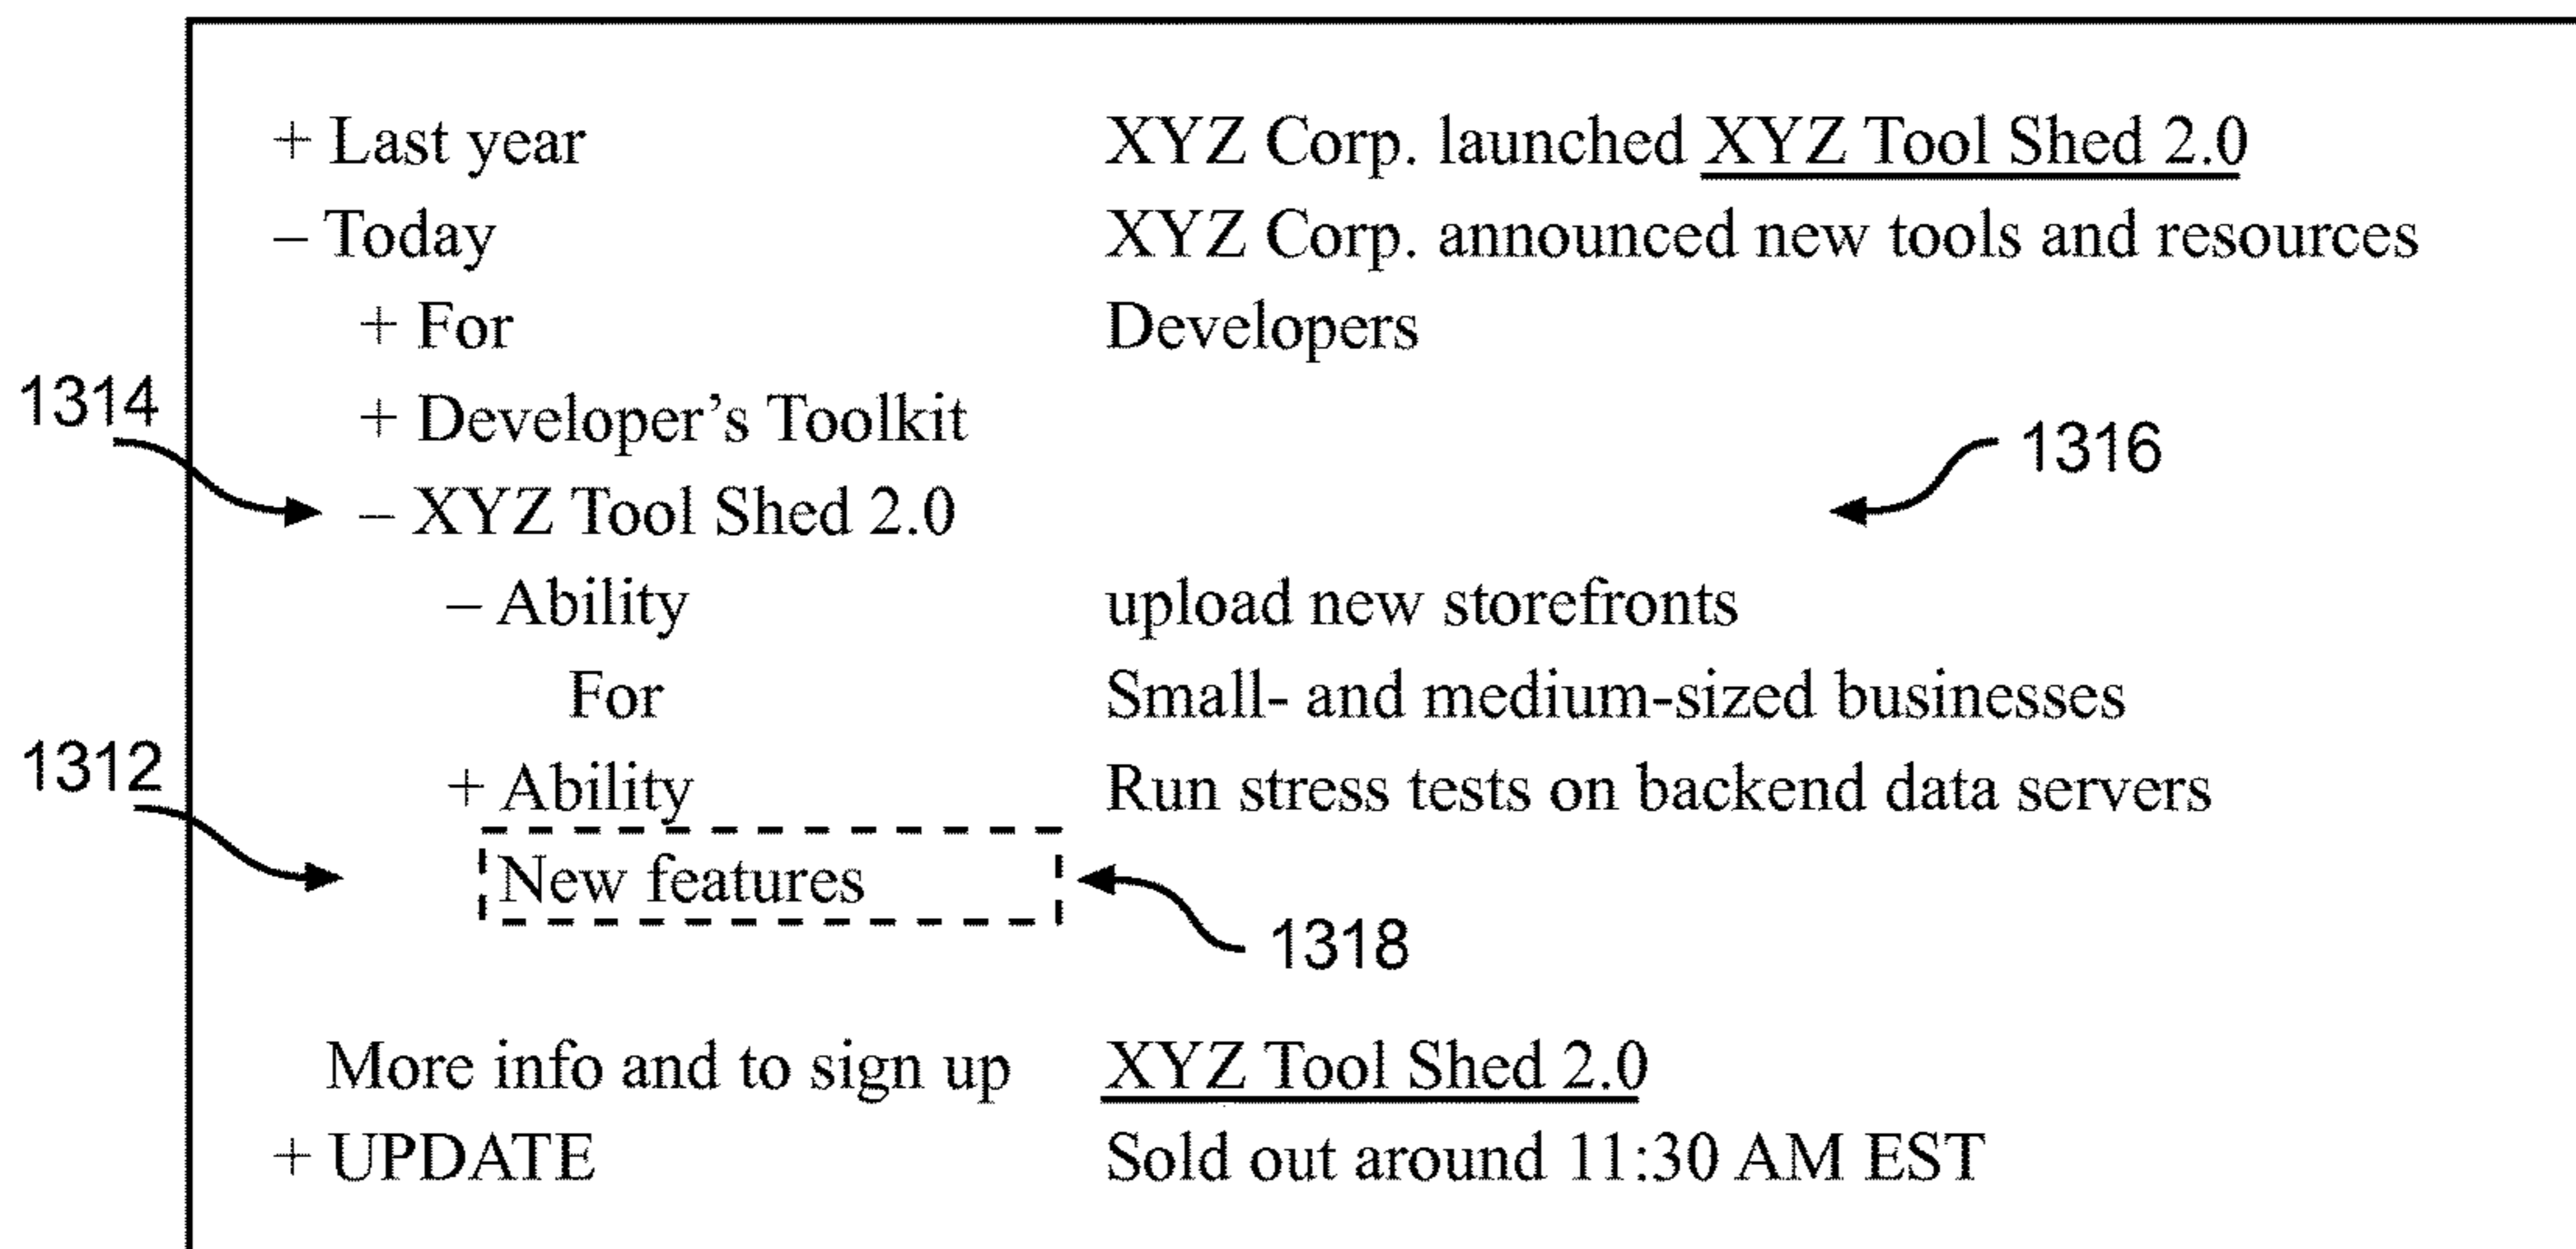 + Last year XYZ Corp. launched XYZ Tool Shed 2.0
– Today XYZ Corp. announced new tools and resources
+ For Developers
1314 + Developer’s Toolkit
1316
– XYZ Tool Shed 2.0
– Ability upload new storefronts
For Small- and medium-sized businesses
1312 + Ability Run stress tests on backend data servers
New features
1318
More info and to sign up XYZ Tool Shed 2.0
+ UPDATE Sold out around 11:30 AM EST